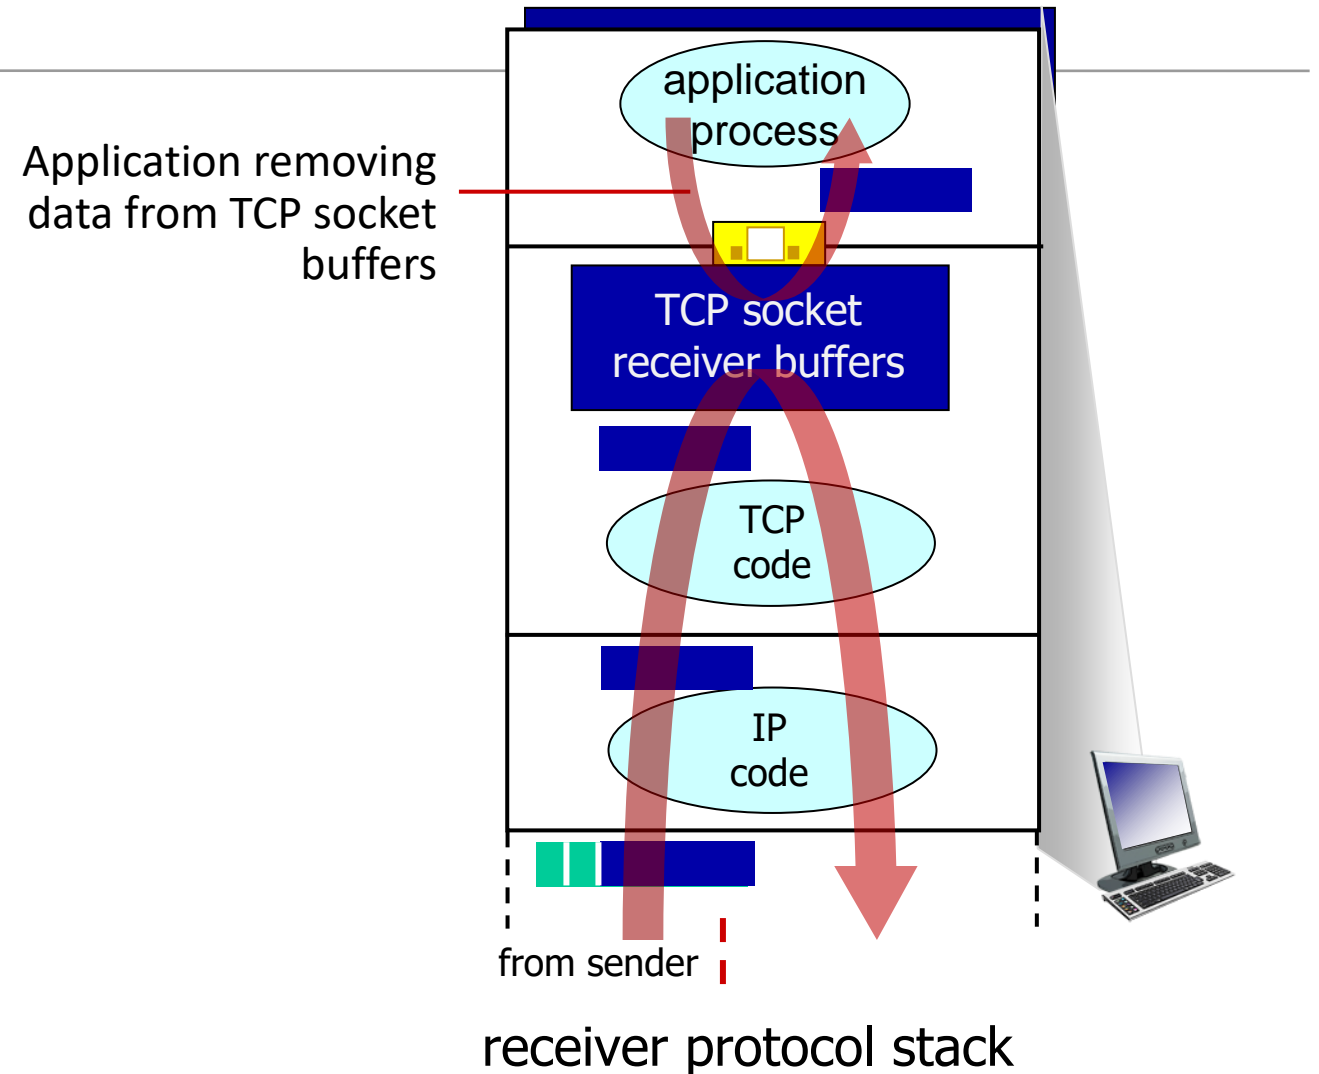 application
process
Application removing
data from TCP socket
buffers
TCP socket
receiver buffers
TCP
code
IP
code
from sender
receiver protocol stack